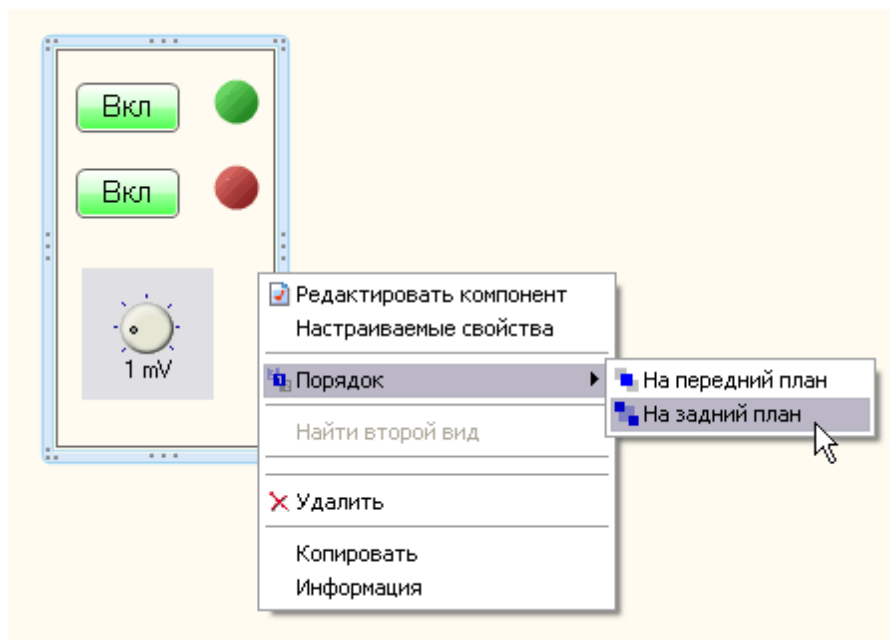 Вкл
Вкл
1 mV
Редактировать компонент
Настраиваемые свойства
Порядок
На передний план
На задний план
Найти второй вид
Удалить
Копировать
Информация